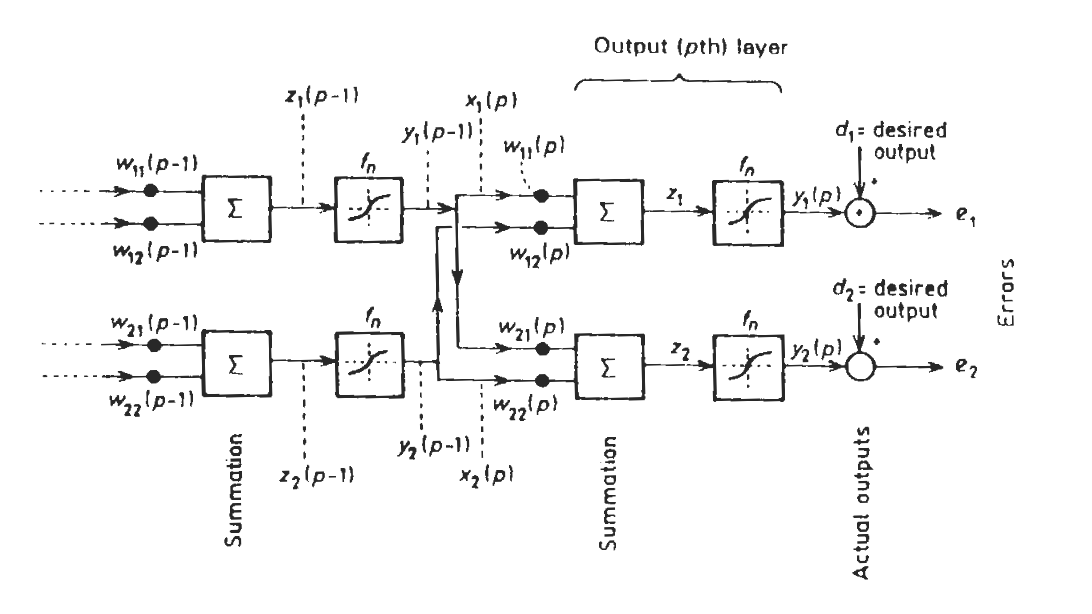 Output (pth) layer
z₁(p-1)
x₁(p)
y₁(p-1)
w₁₁(p)
d₁= desired
output
w₁₁(p-1)
fₙ
fₙ
Σ
Σ
z₁
y₁(p)
e₁
w₁₂(p-1)
w₁₂(p)
d₂= desired
output
Errors
w₂₁(p-1)
fₙ
w₂₁(p)
fₙ
Σ
Σ
z₂
y₂(p)
e₂
w₂₂(p-1)
w₂₂(p)
y₂(p-1)
z₂(p-1)
x₂(p)
Summation
Summation
Actual outputs